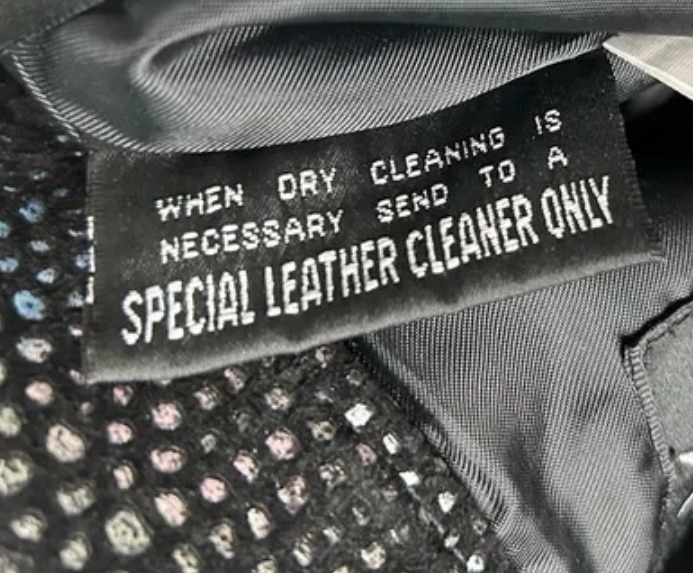 WHEN DRY CLEANING IS
NECESSARY SEND TO A
SPECIAL LEATHER CLEANER ONLY